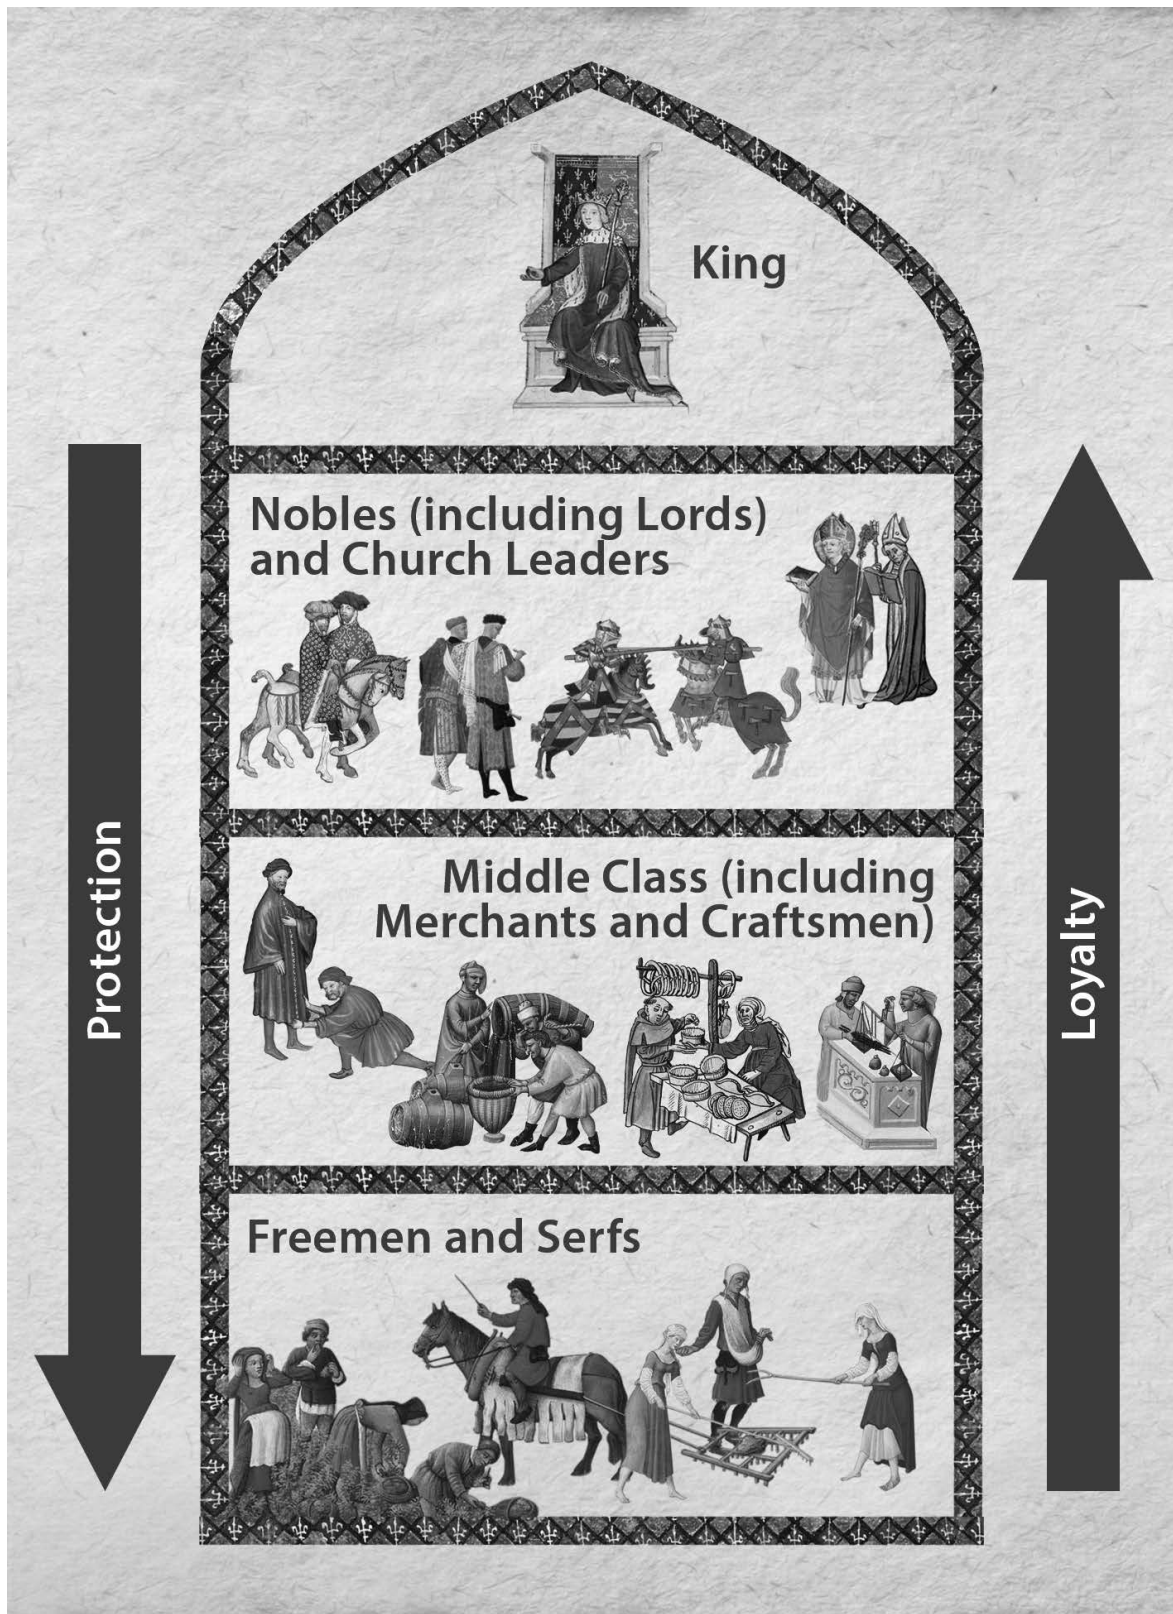 King
Nobles (including Lords)
and Church Leaders
Middle Class (including
Merchants and Craftsmen)
Freemen and Serfs
Protection
Loyalty